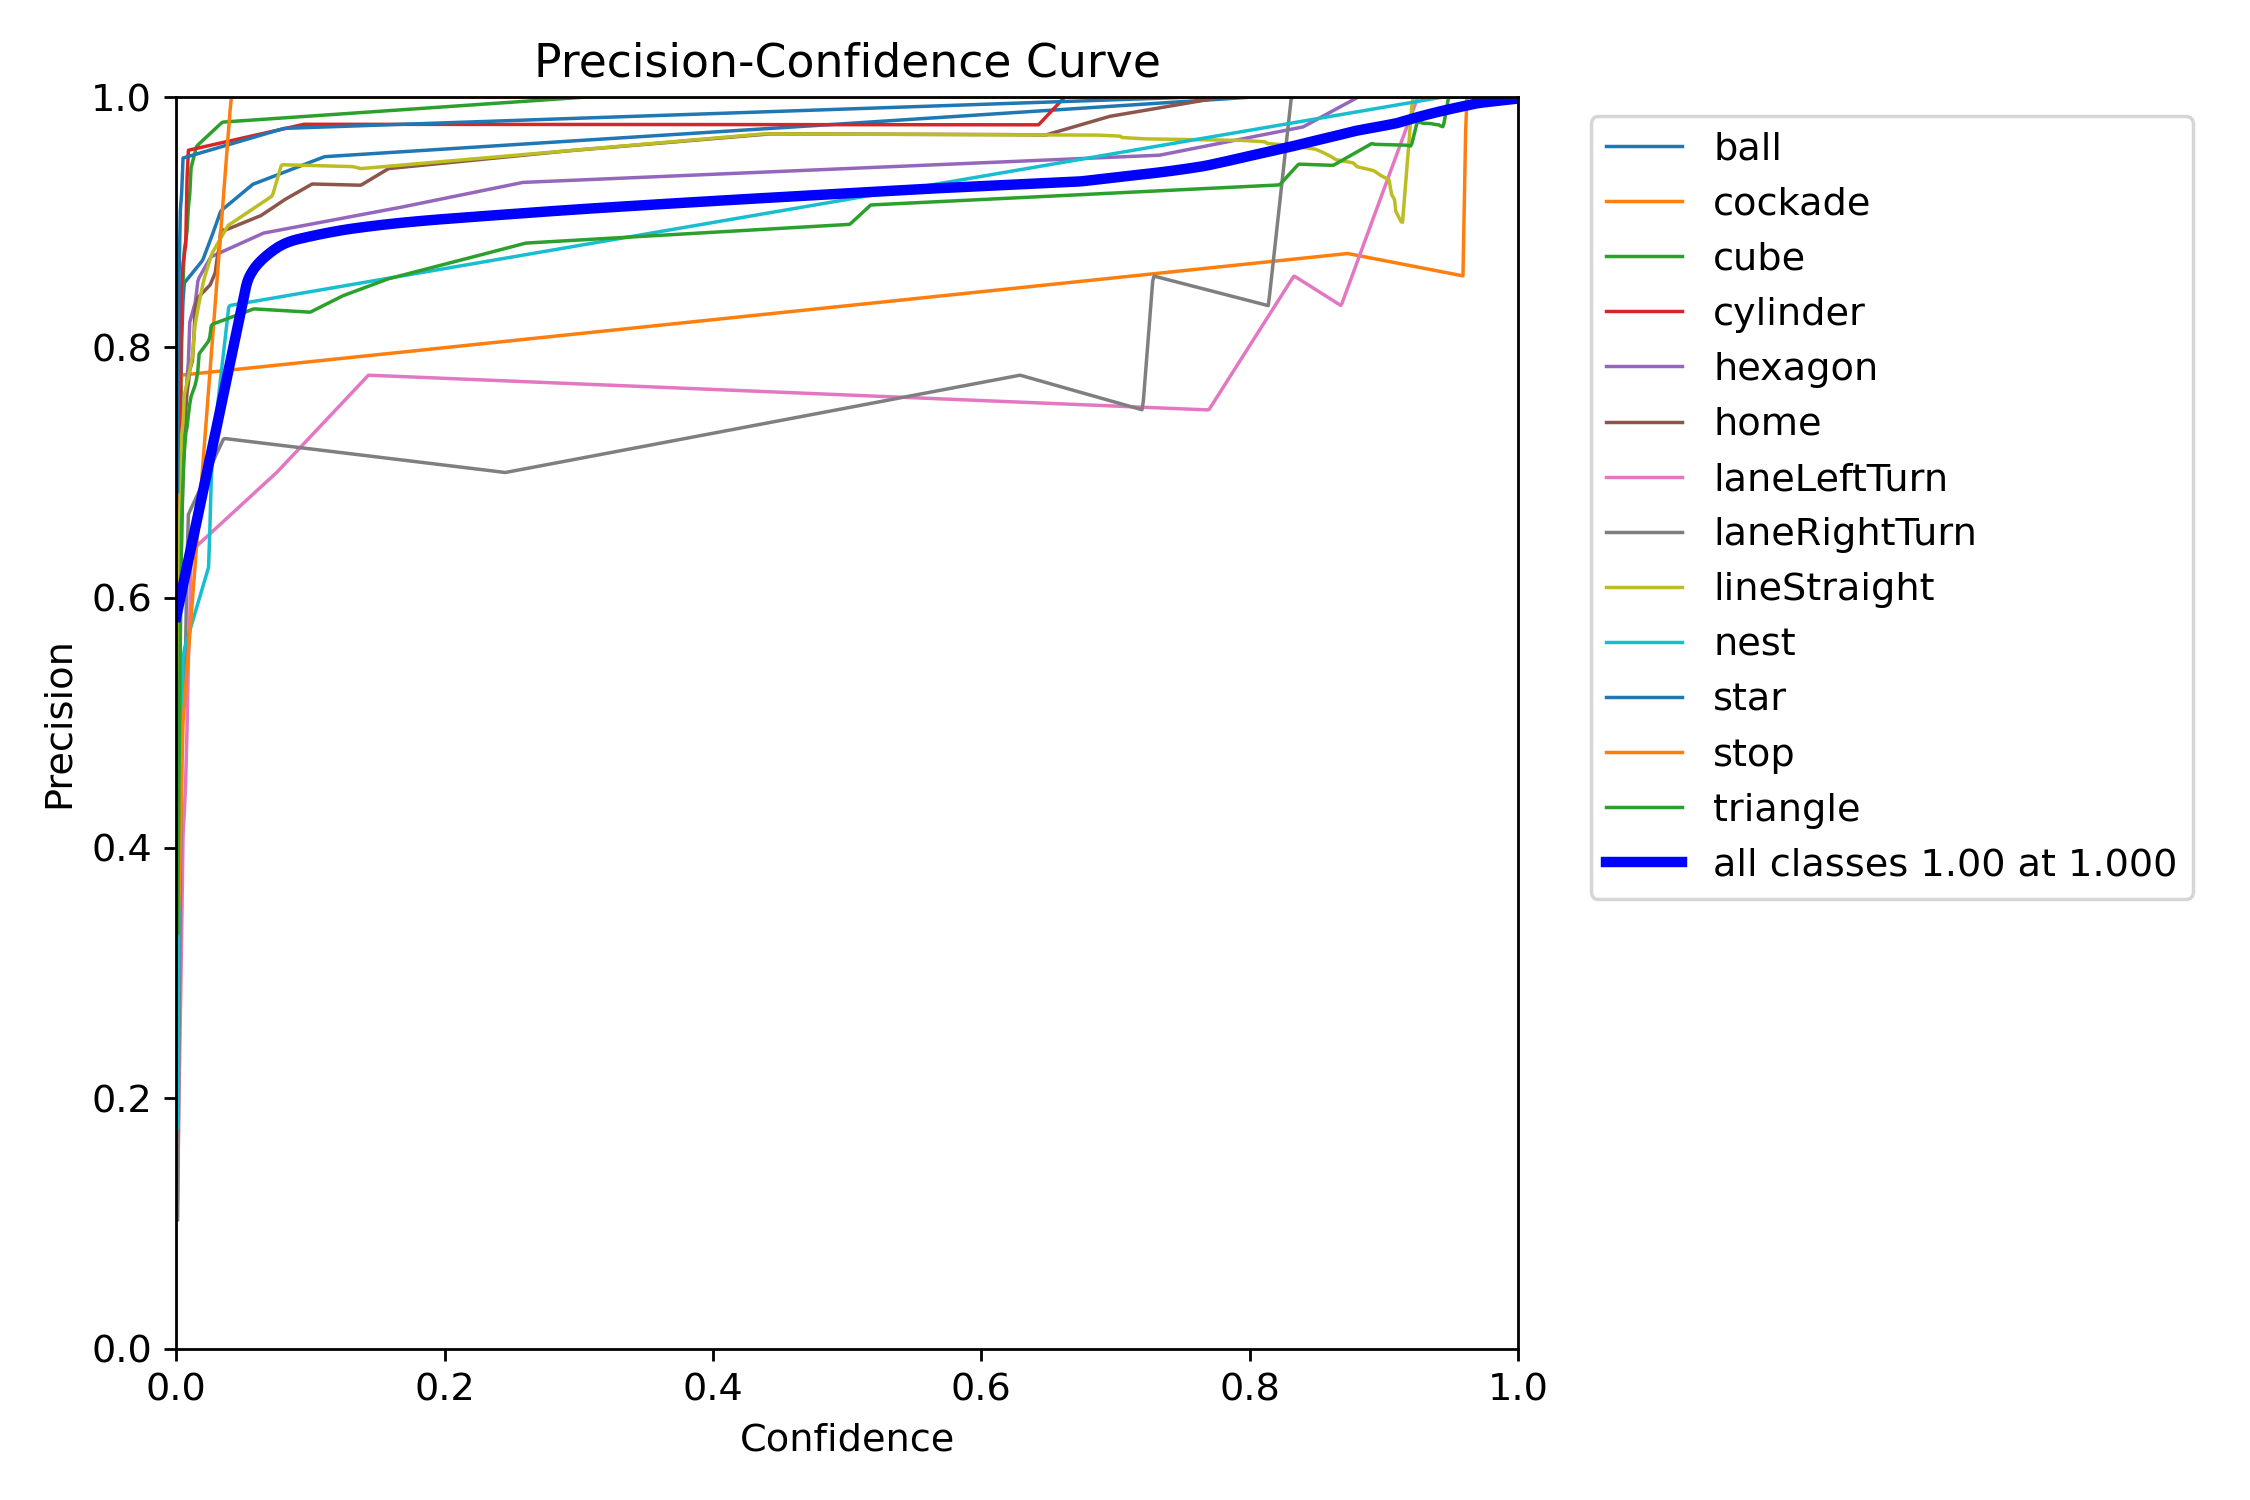 Precision-Confidence Curve
1.0
0.8
0.6
0.4
0.2
0.0
Precision
0.0 0.2 0.4 0.6 0.8 1.0
Confidence
ball
cockade
cube
cylinder
hexagon
home
laneLeftTurn
laneRightTurn
lineStraight
nest
star
stop
triangle
all classes 1.00 at 1.000